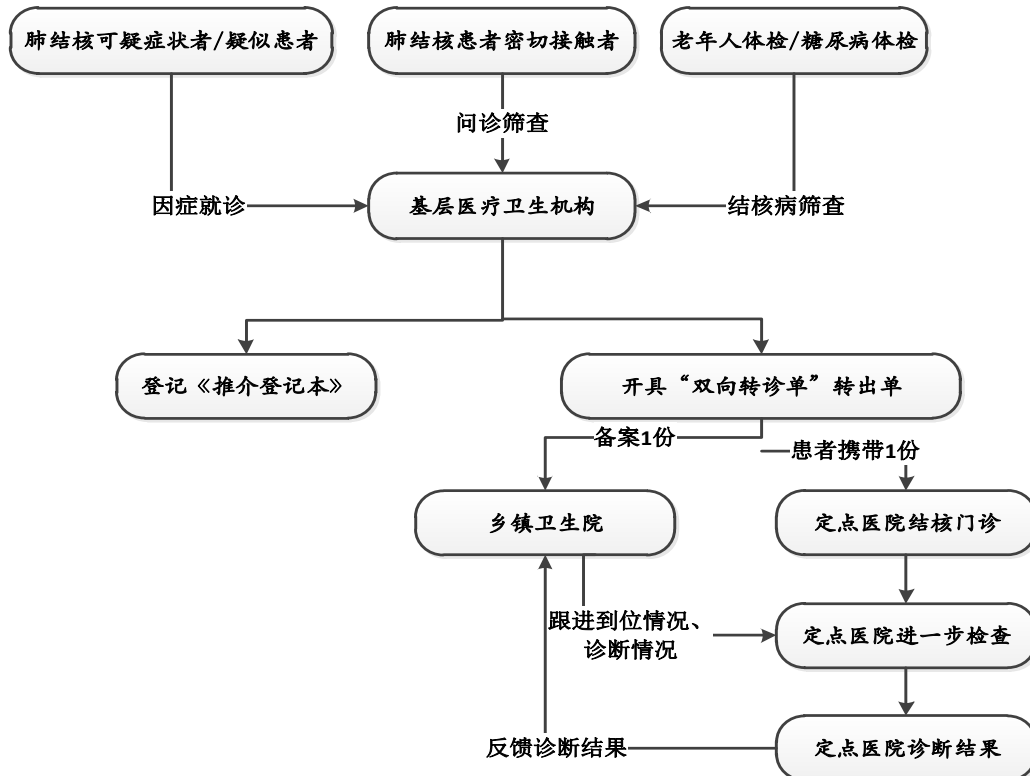 肺结核可疑症状者/疑似患者
肺结核患者密切接触者
老年人体检/糖尿病体检
问诊筛查
因症就诊
基层医疗卫生机构
结核病筛查
登记《推介登记本》
开具“双向转诊单”转出单
备案1份
患者携带1份
乡镇卫生院
定点医院结核门诊
跟进到位情况、
诊断情况
定点医院进一步检查
反馈诊断结果
定点医院诊断结果